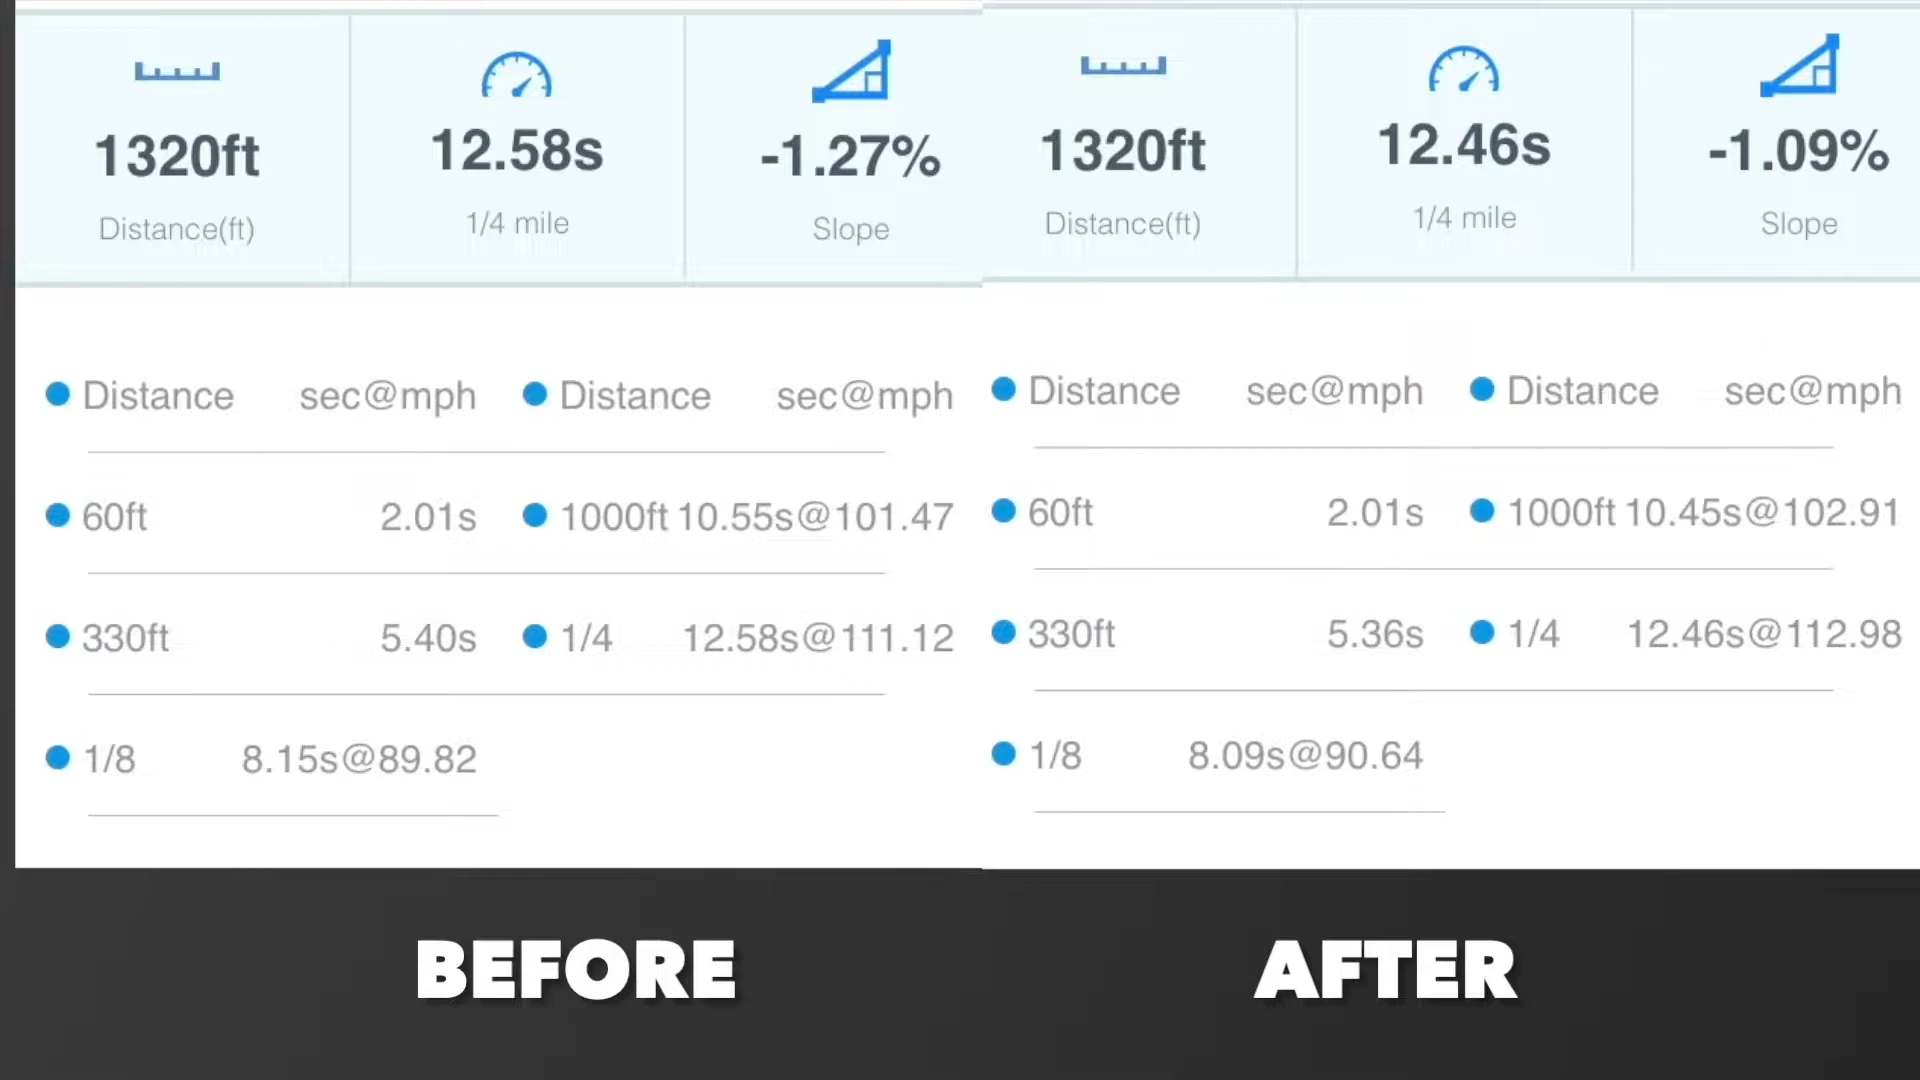 1320ft
Distance(ft)
12.58s
1/4 mile
-1.27%
Slope
Distance sec@mph Distance sec@mph
60ft 2.01s 1000ft 10.55s@101.47
330ft 5.40s 1/4 12.58s@111.12
1/8 8.15s@89.82
BEFORE
1320ft
Distance(ft)
12.46s
1/4 mile
-1.09%
Slope
Distance sec@mph Distance sec@mph
60ft 2.01s 1000ft 10.45s@102.91
330ft 5.36s 1/4 12.46s@112.98
1/8 8.09s@90.64
AFTER